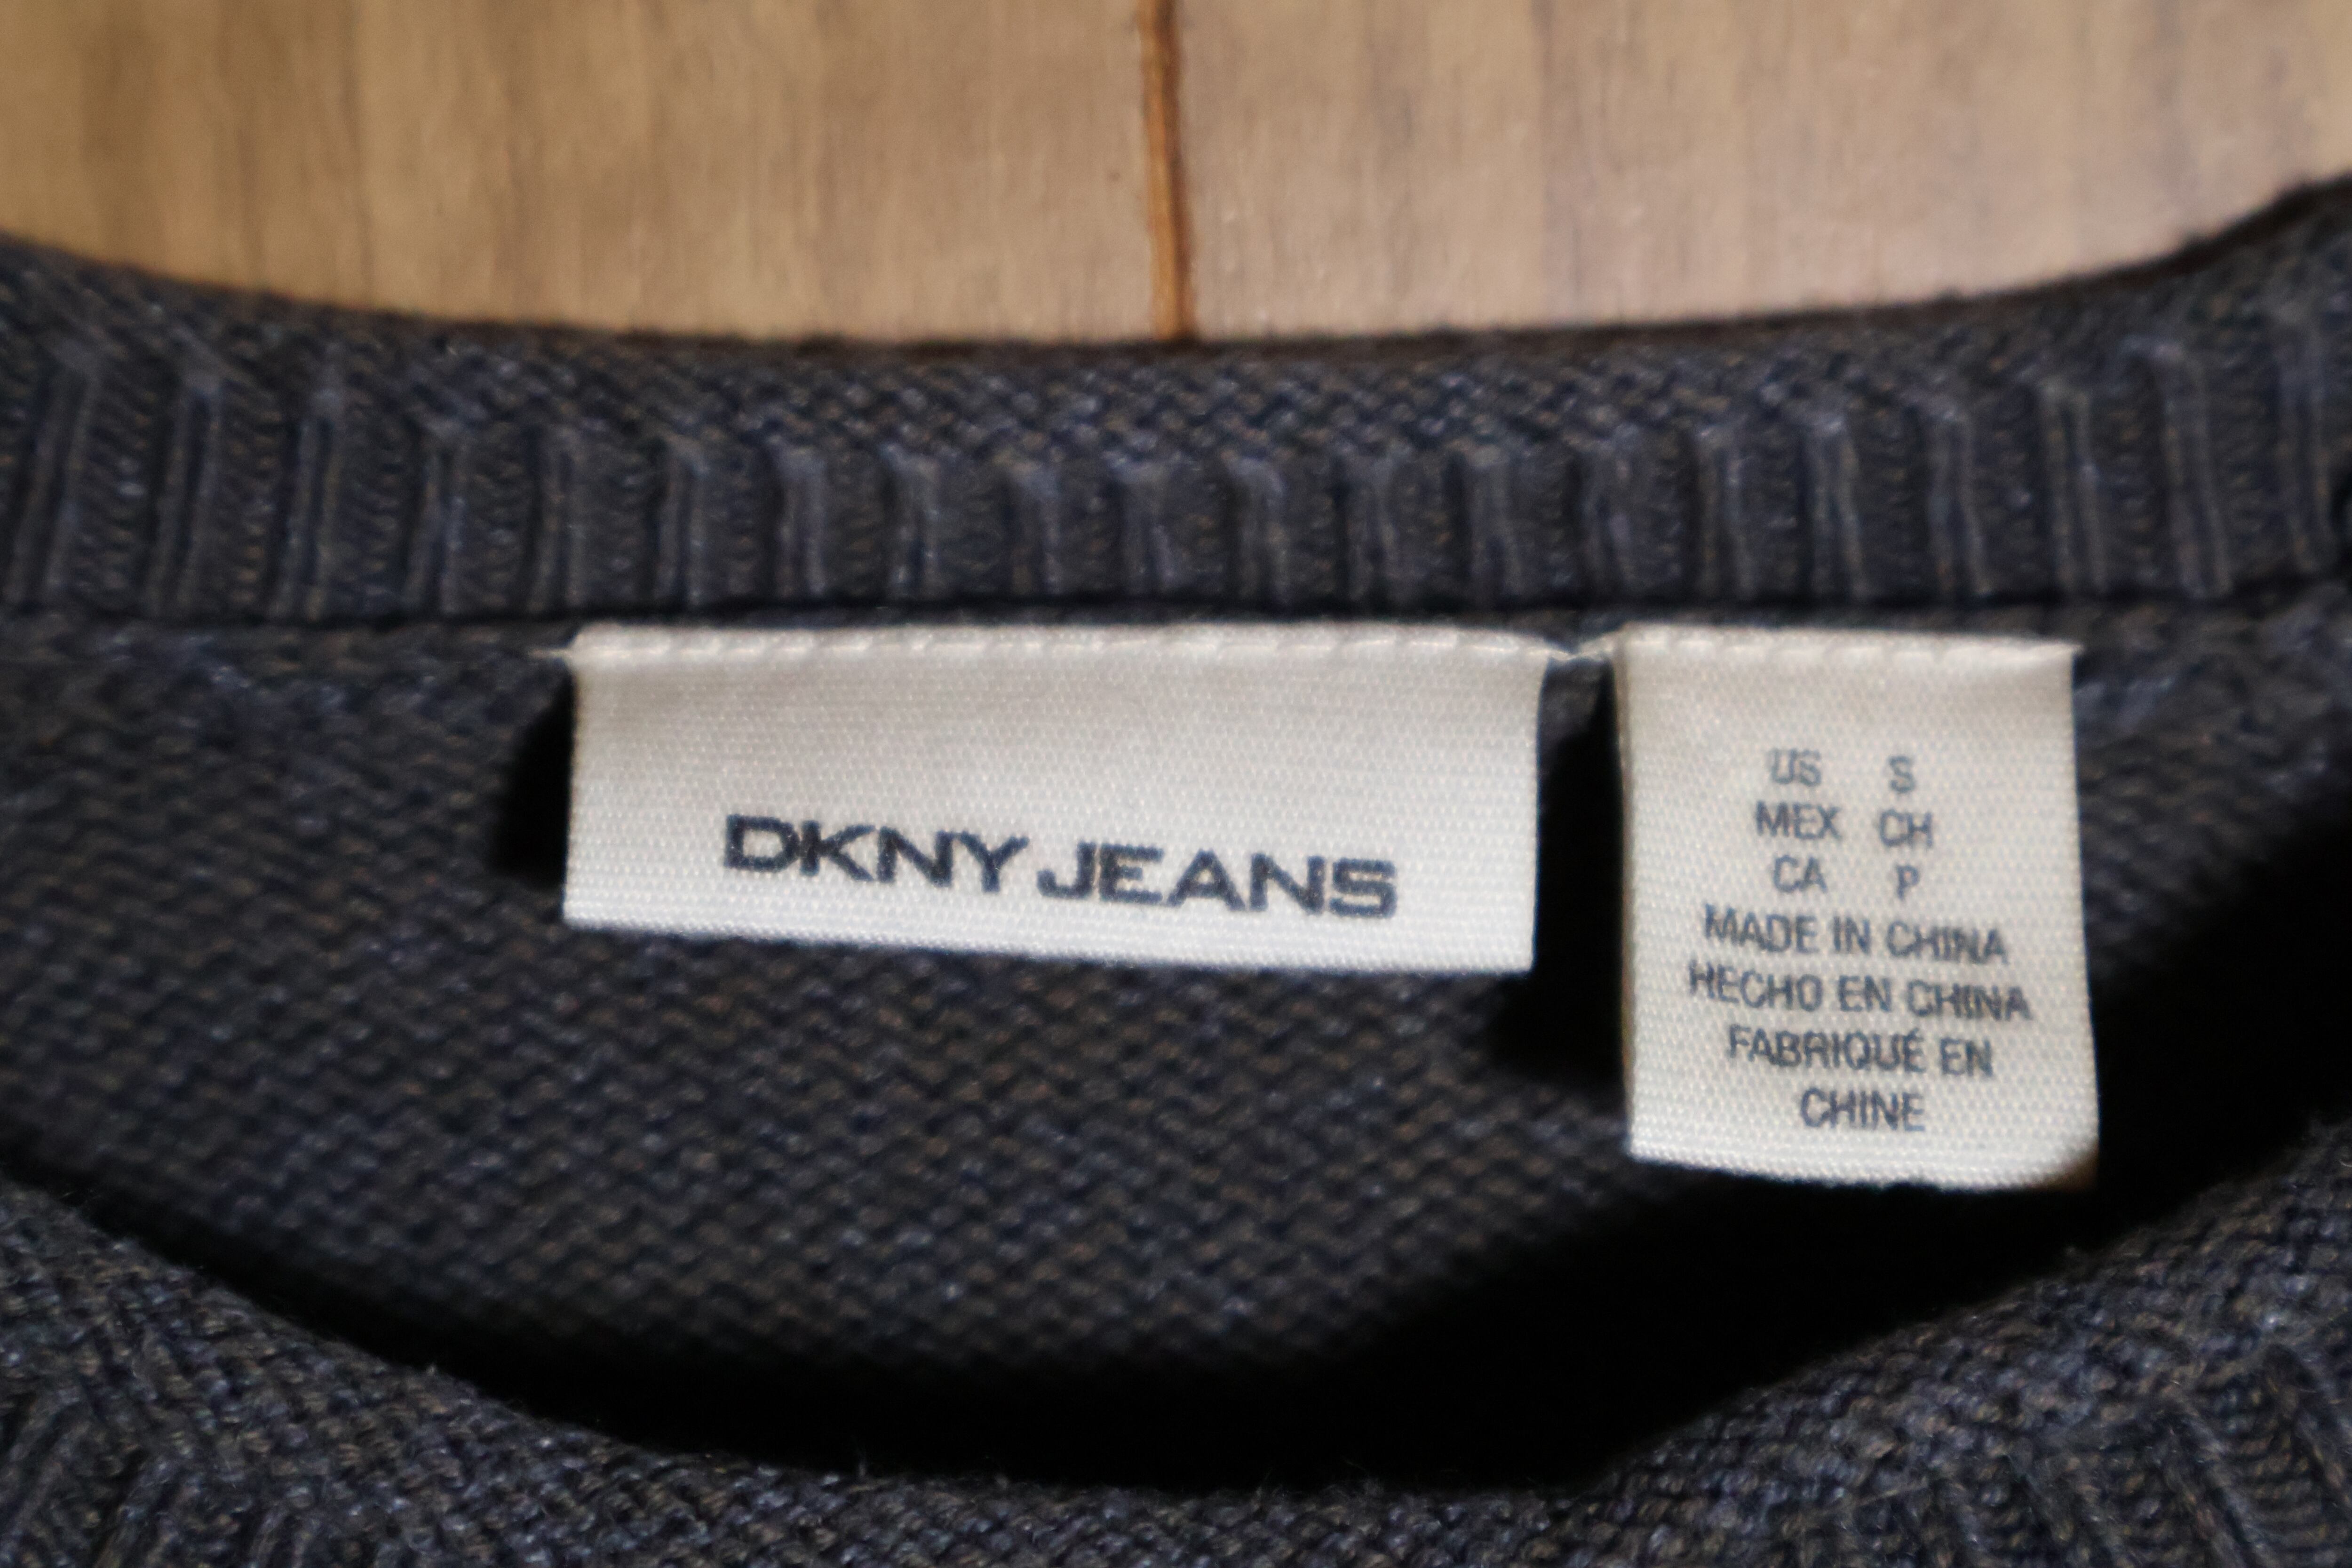 DKNY JEANS
US S
MEX CH
CA P
MADE IN CHINA
HECHO EN CHINA
FABRIQUÉ EN
CHINE